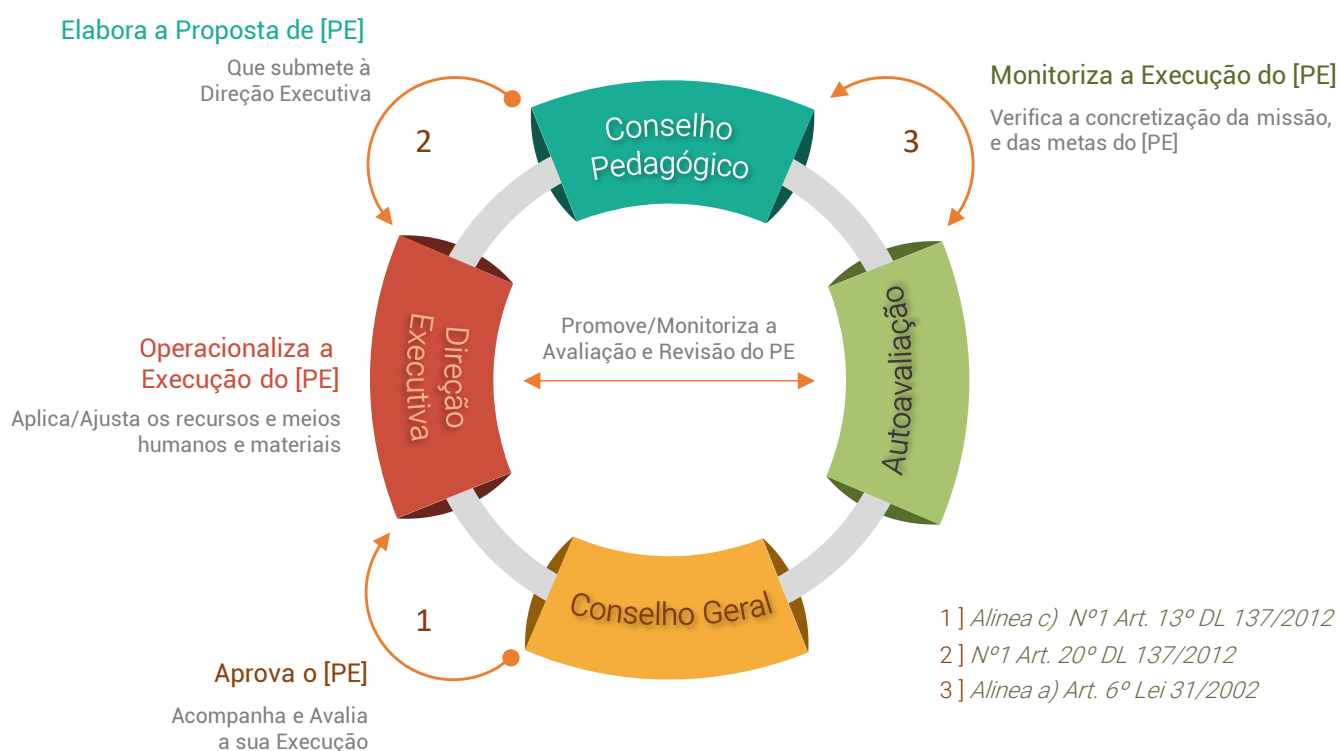 Elabora a Proposta de [PE]
Que submete à
Direção Executiva
2
Conselho
Pedagógico
3
Monitoriza a Execução do [PE]
Verifica a concretização da missão,
e das metas do [PE]
Operacionaliza a
Execução do [PE]
Aplica/Ajusta os recursos e meios
humanos e materiais
Direção
Executiva
Promove/Monitoriza a
Avaliação e Revisão do PE
Autoavaliação
1
Aprova o [PE]
Acompanha e Avalia
a sua Execução
Conselho Geral
1 ] Alinea c) Nº1 Art. 13º DL 137/2012
2 ] Nº1 Art. 20º DL 137/2012
3 ] Alinea a) Art. 6º Lei 31/2002